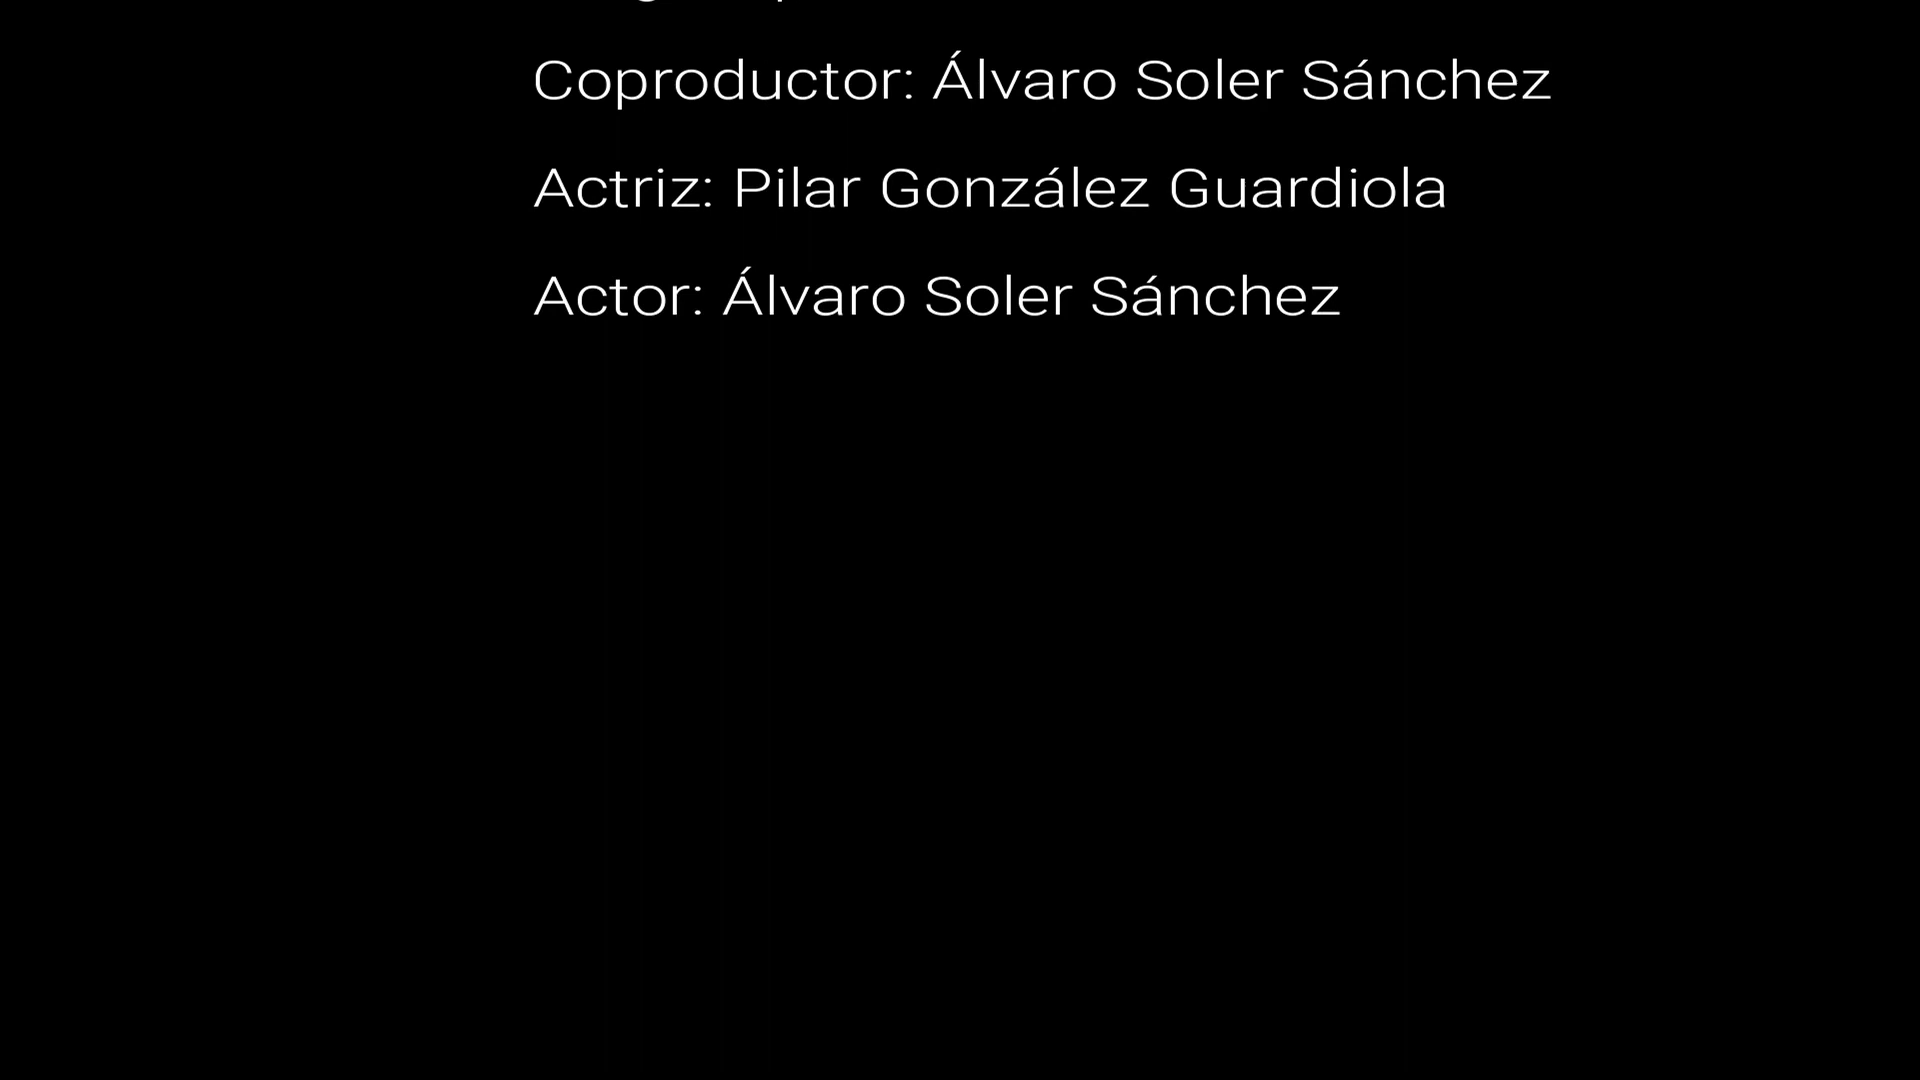 Coproductor: Álvaro Soler Sánchez
Actriz: Pilar González Guardiola
Actor: Álvaro Soler Sánchez